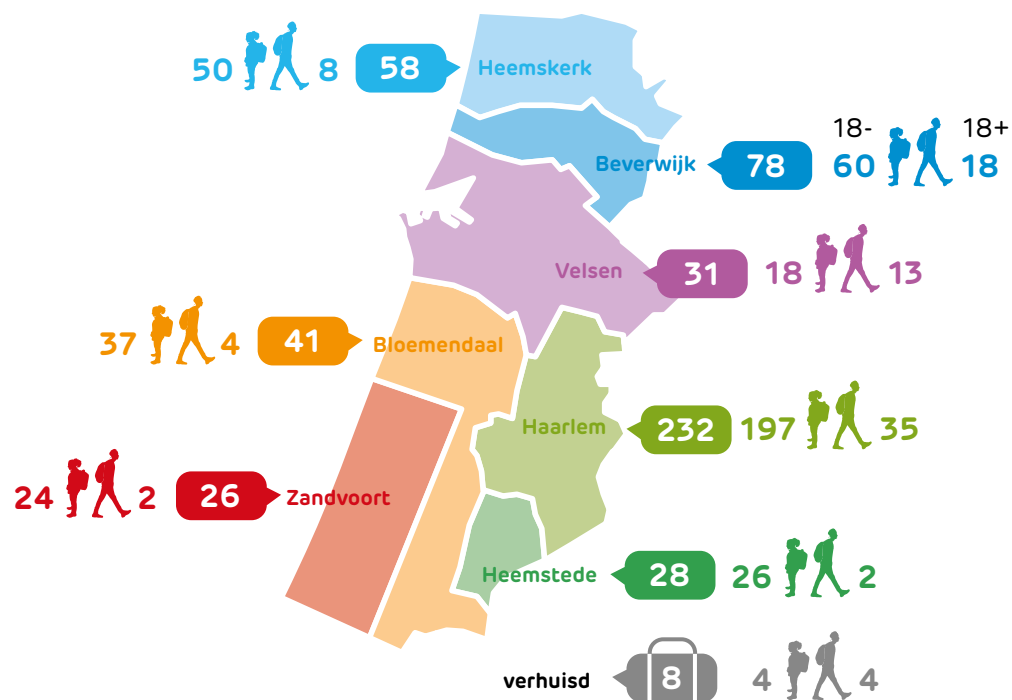 50 8 58 Heemskerk
18- 18+
Beverwijk 78 60 18
Velsen 31 18 13
37 4 41 Bloemendaal
Haarlem 232 197 35
24 2 26 Zandvoort
Heemstede 28 26 2
verhuisd 8 4 4